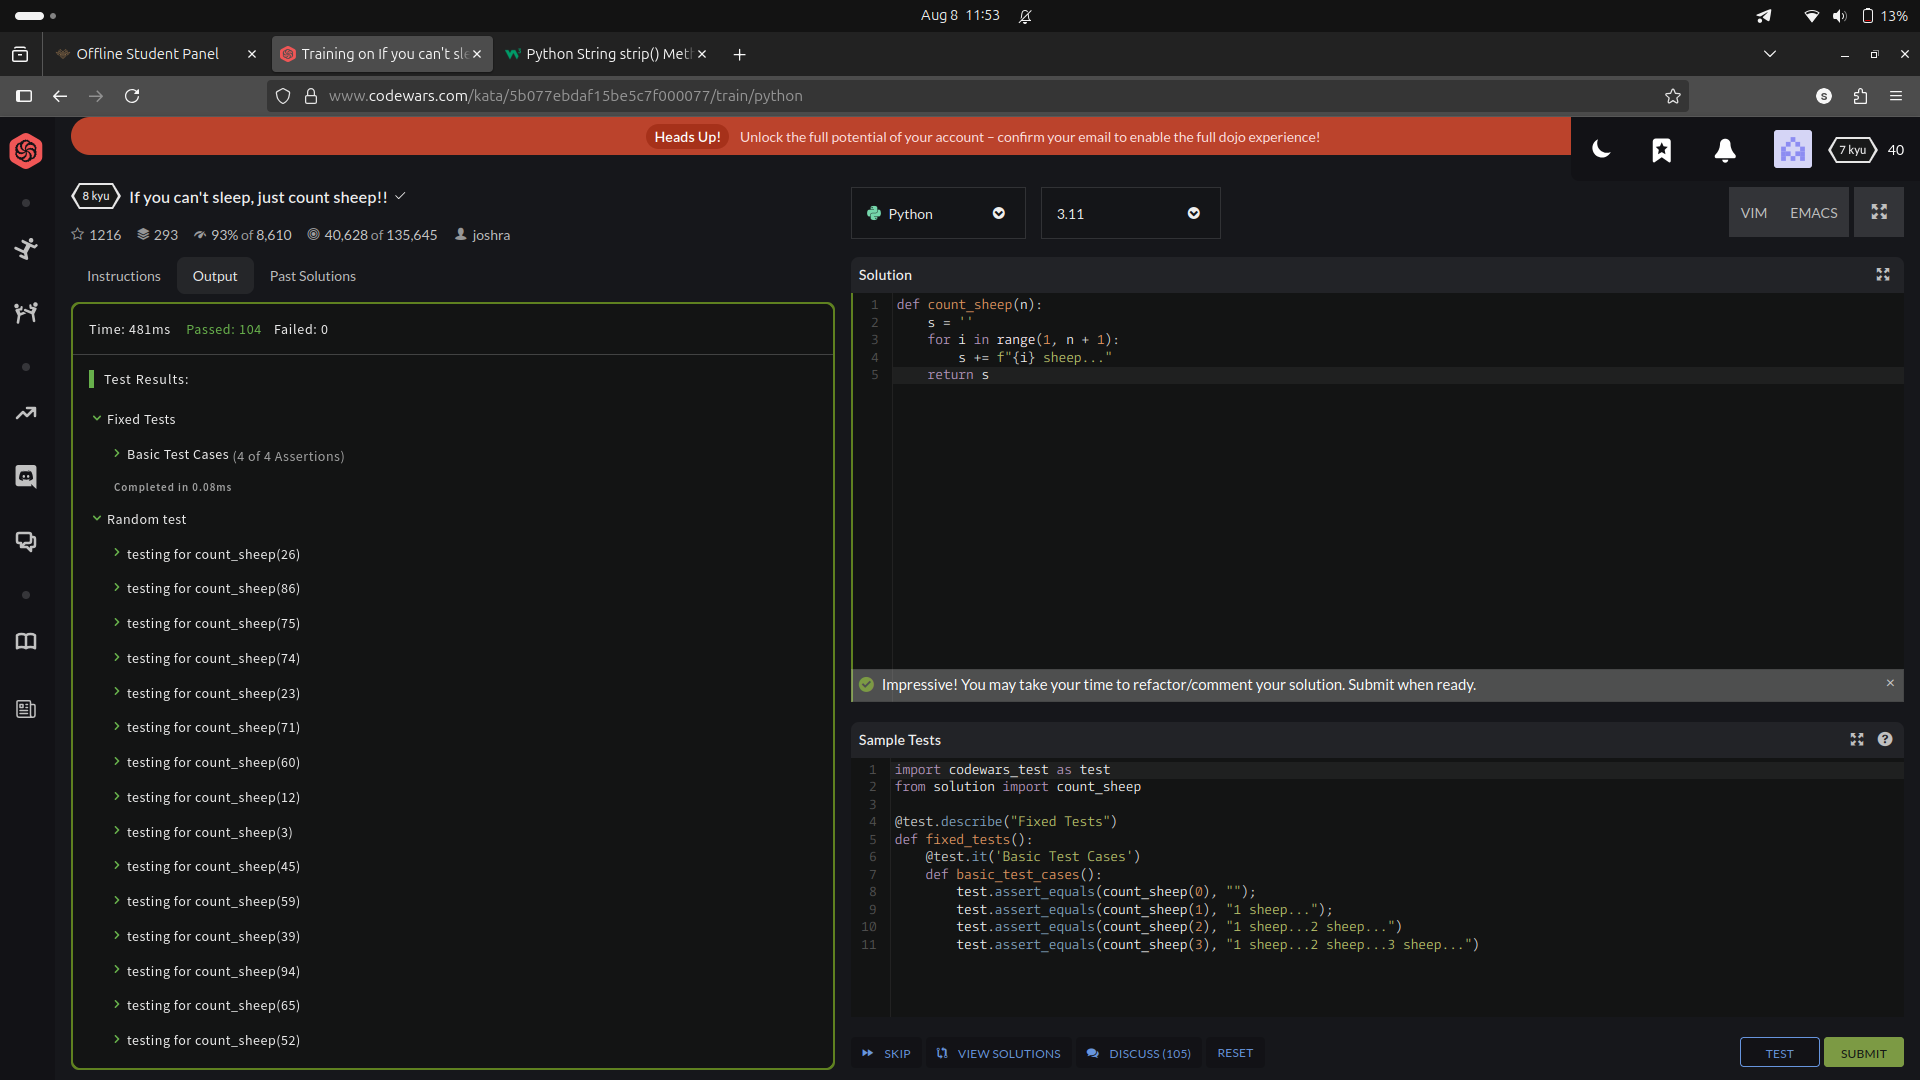 Aug 8 11:53
13%
Offline Student Panel
Training on If you can't sle
Python String strip() Met
www.codewars.com/kata/5b077ebdaf15be5c7f000077/train/python
S
Heads Up! Unlock the full potential of your account – confirm your email to enable the full dojo experience!
7 kyu 40
8 kyu If you can't sleep, just count sheep!!
1216 293 93% of 8,610 40,628 of 135,645 joshra
Python
3.11
VIM EMACS
Instructions Output Past Solutions
Time: 481ms Passed: 104 Failed: 0
Test Results:
Fixed Tests
Basic Test Cases (4 of 4 Assertions)
Completed in 0.08ms
Random test
testing for count_sheep(26)
testing for count_sheep(86)
testing for count_sheep(75)
testing for count_sheep(74)
testing for count_sheep(23)
testing for count_sheep(71)
testing for count_sheep(60)
testing for count_sheep(12)
testing for count_sheep(3)
testing for count_sheep(45)
testing for count_sheep(59)
testing for count_sheep(39)
testing for count_sheep(94)
testing for count_sheep(65)
testing for count_sheep(52)
Solution
1 def count_sheep(n):
2     s = ''
3     for i in range(1, n + 1):
4         s += f"{i} sheep..."
5     return s
Impressive! You may take your time to refactor/comment your solution. Submit when ready.
Sample Tests
1 import codewars_test as test
2 from solution import count_sheep
3
4 @test.describe("Fixed Tests")
5 def fixed_tests():
6     @test.it('Basic Test Cases')
7     def basic_test_cases():
8         test.assert_equals(count_sheep(0), "");
9         test.assert_equals(count_sheep(1), "1 sheep...");
10         test.assert_equals(count_sheep(2), "1 sheep...2 sheep...")
11         test.assert_equals(count_sheep(3), "1 sheep...2 sheep...3 sheep...")
SKIP VIEW SOLUTIONS DISCUSS (105) RESET
TEST SUBMIT